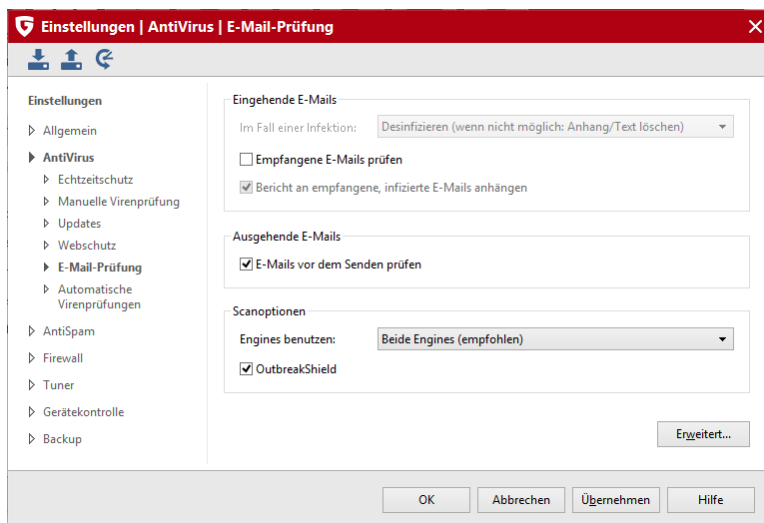 Einstellungen | AntiVirus | E-Mail-Prüfung
Einstellungen
Allgemein
AntiVirus
Echtzeitschutz
Manuelle Virenprüfung
Updates
Webschutz
E-Mail-Prüfung
Automatische
Virenprüfungen
AntiSpam
Firewall
Tuner
Gerätekontrolle
Backup
Eingehende E-Mails
Im Fall einer Infektion: Desinfizieren (wenn nicht möglich: Anhang/Text löschen)
Empfangene E-Mails prüfen
Bericht an empfangene, infizierte E-Mails anhängen
Ausgehende E-Mails
E-Mails vor dem Senden prüfen
Scanoptionen
Engines benutzen: Beide Engines (empfohlen)
OutbreakShield
Erweitert...
OK Abbrechen Übernehmen Hilfe